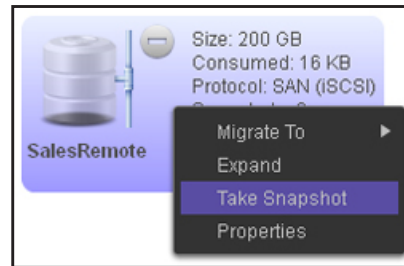 Size: 200 GB
Consumed: 16 KB
Protocol: SAN (iSCSI)
SalesRemote
Migrate To
Expand
Take Snapshot
Properties